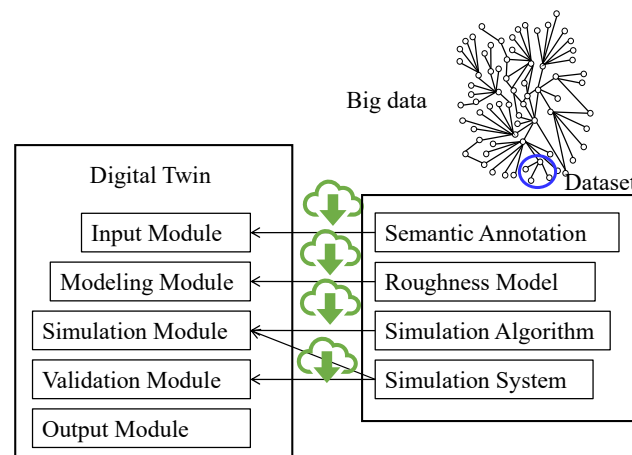 Big data
Dataset
Digital Twin
Input Module
Modeling Module
Simulation Module
Validation Module
Output Module
Semantic Annotation
Roughness Model
Simulation Algorithm
Simulation System